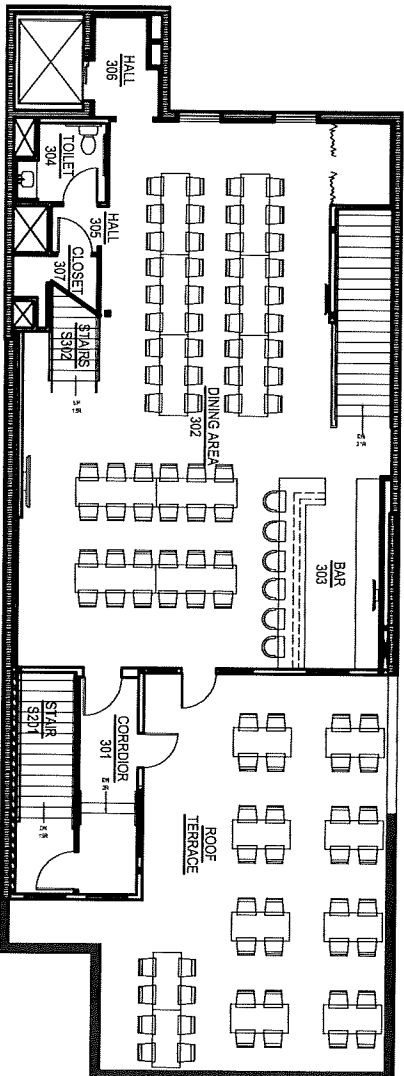 HALL
306
TOILET
304
HALL
305
CLOSET
307
STAIRS
S302
DINING AREA
302
BAR
303
STAIR
S201
CORRDIOR
301
ROOF
TERRACE